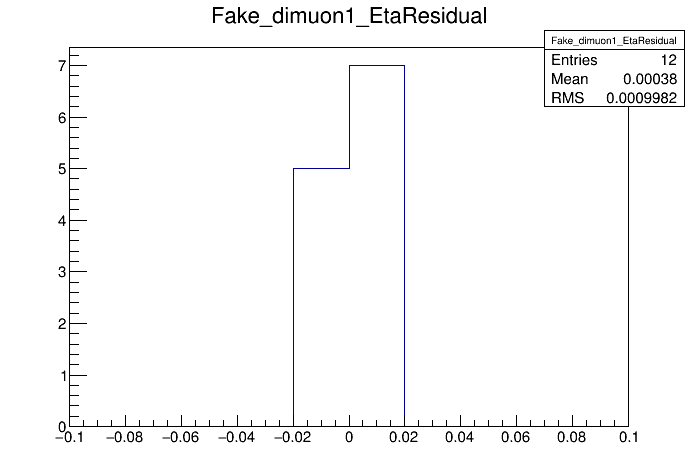 Fake_dimuon1_EtaResidual
Fake_dimuon1_EtaResidual
Entries 12
Mean 0.00038
RMS 0.0009982
7
6
5
4
3
2
1
0
−0.1 −0.08 −0.06 −0.04 −0.02 0 0.02 0.04 0.06 0.08 0.1